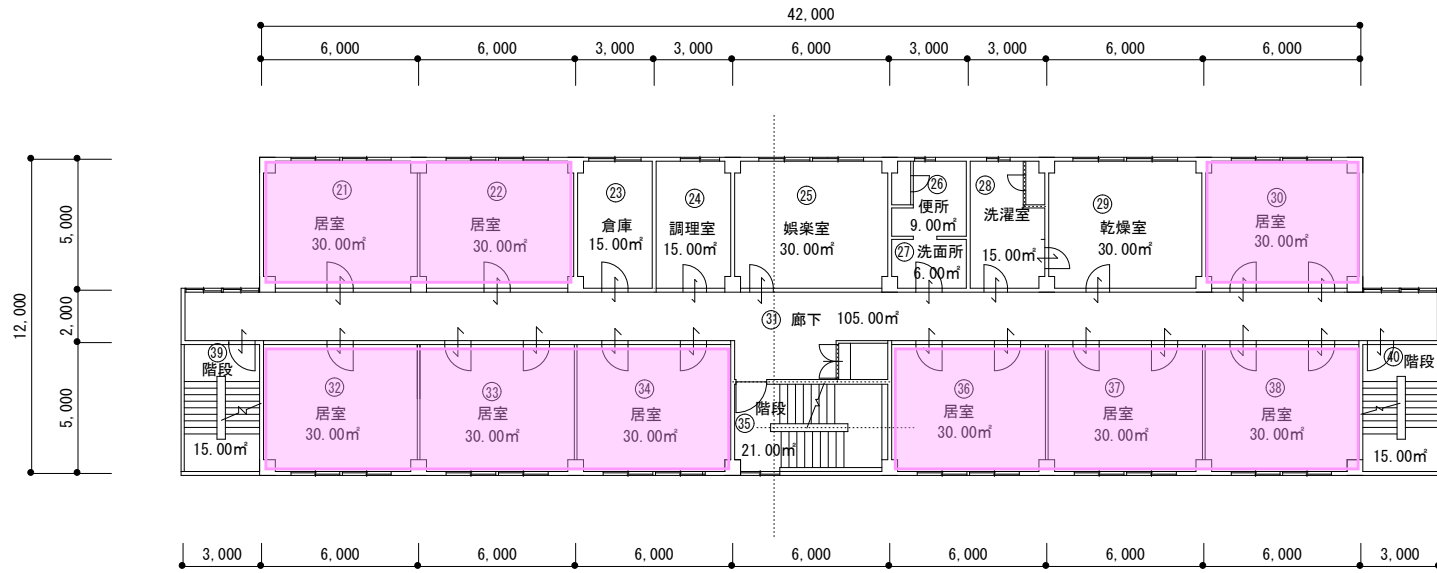 42,000
6,000 6,000 3,000 3,000 6,000 3,000 3,000 6,000 6,000
12,000
5,000
2,000
5,000
㉑
居室
30.00㎡
㉒
居室
30.00㎡
㉓
倉庫
15.00㎡
㉔
調理室
15.00㎡
㉕
娯楽室
30.00㎡
㉖
便所
9.00㎡
㉗ 洗面所
6.00㎡
㉘
洗濯室
15.00㎡
㉙
乾燥室
30.00㎡
㉚
居室
30.00㎡
㉛ 廊下 105.00㎡
㊴
階段
15.00㎡
㉜
居室
30.00㎡
㉝
居室
30.00㎡
㉞
居室
30.00㎡
㉟
階段
21.00㎡
㊱
居室
30.00㎡
㊲
居室
30.00㎡
㊳
居室
30.00㎡
㊵ 階段
15.00㎡
3,000 6,000 6,000 6,000 6,000 6,000 6,000 6,000 3,000